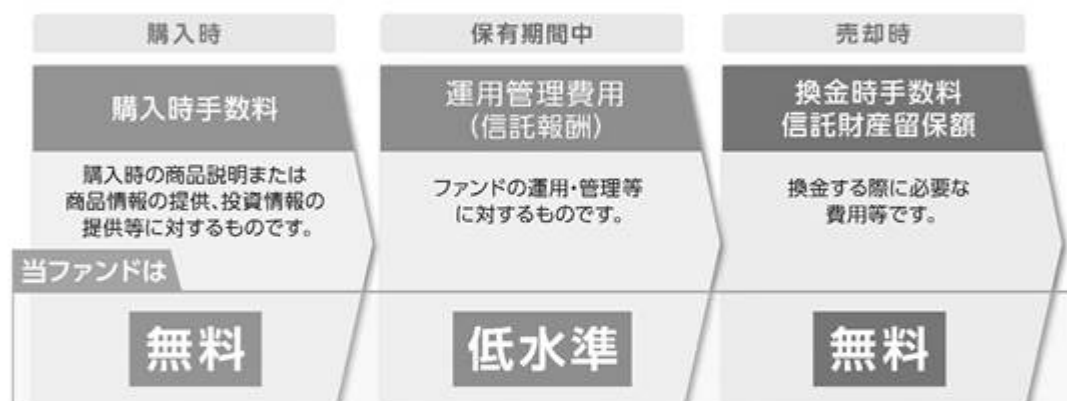 購入時
保有期間中
売却時
購入時手数料
運用管理費用
(信託報酬)
換金時手数料
信託財産留保額
購入時の商品説明または
商品情報の提供、投資情報の
提供等に対するものです。
ファンドの運用・管理等
に対するものです。
換金する際に必要な
費用等です。
当ファンドは
無料
低水準
無料